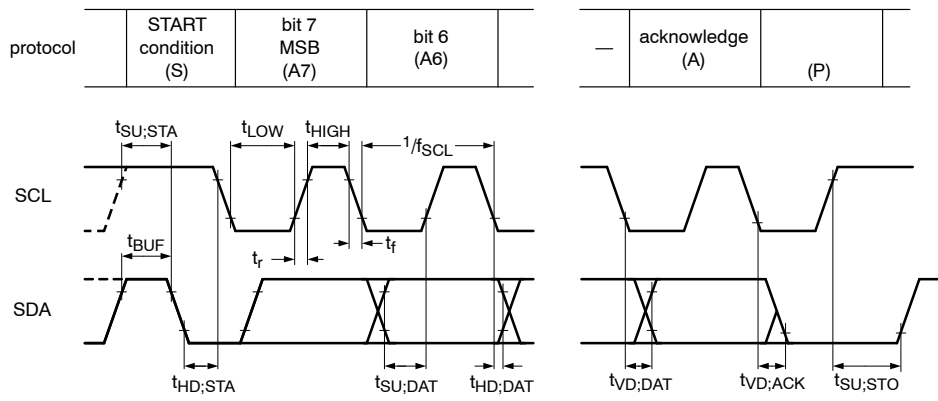 protocol
START
condition
(S)
bit 7
MSB
(A7)
bit 6
(A6)
—
acknowledge
(A)
(P)
tSU;STA
tLOW
tHIGH
1/fSCL
SCL
tBUF
tr
tf
SDA
tHD;STA
tSU;DAT
tHD;DAT
tVD;DAT
tVD;ACK
tSU;STO